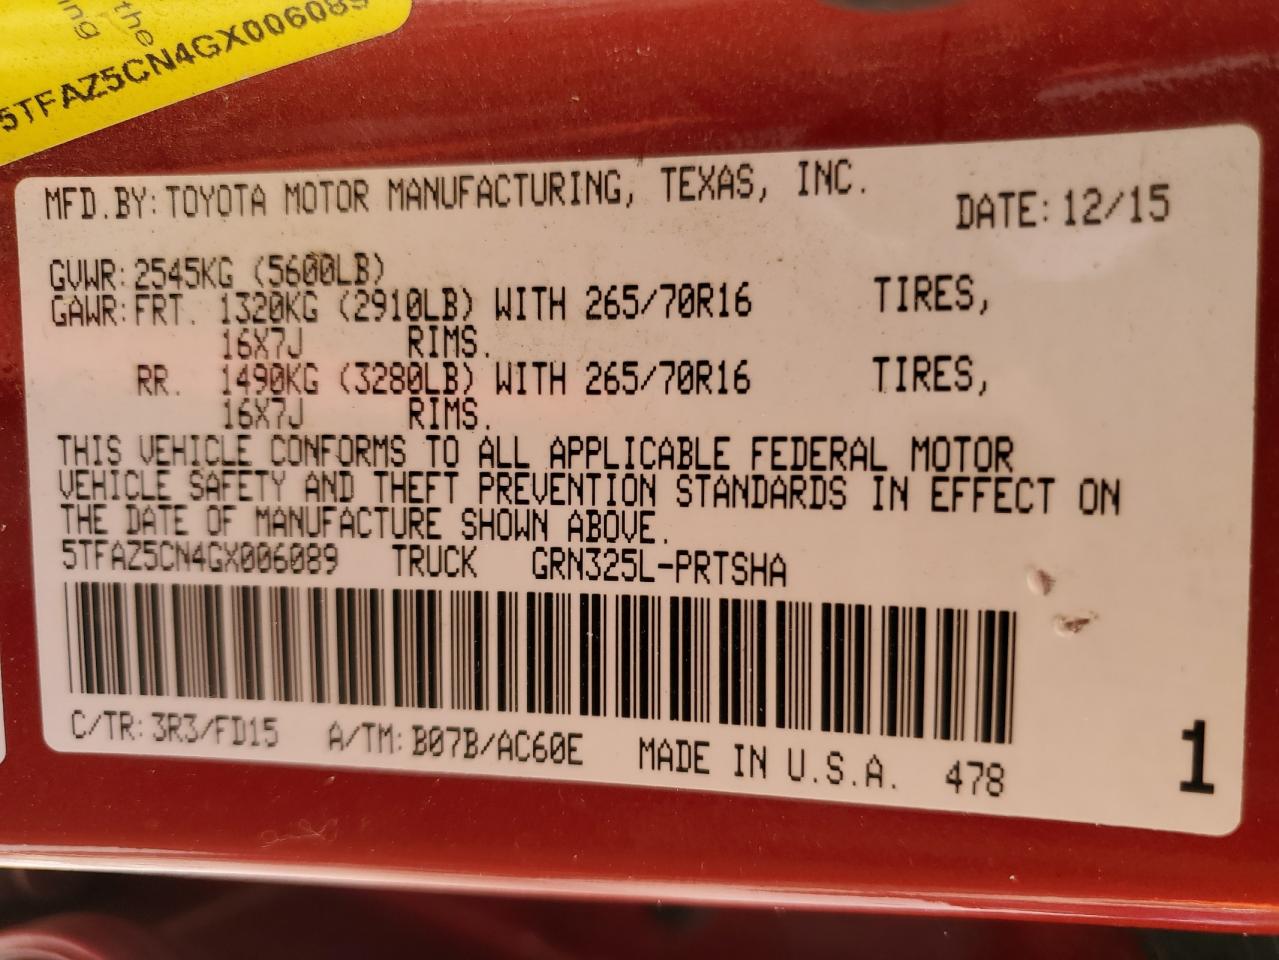 ing
the
5TFAZ5CN4GX006089
MFD.BY: TOYOTA MOTOR MANUFACTURING, TEXAS, INC.
DATE: 12/15
GVWR: 2545KG (5600LB)
GAWR: FRT. 1320KG (2910LB) WITH 265/70R16 TIRES,
16X7J RIMS.
RR. 1490KG (3280LB) WITH 265/70R16 TIRES,
16X7J RIMS.
THIS VEHICLE CONFORMS TO ALL APPLICABLE FEDERAL MOTOR
VEHICLE SAFETY AND THEFT PREVENTION STANDARDS IN EFFECT ON
THE DATE OF MANUFACTURE SHOWN ABOVE.
5TFAZ5CN4GX006089 TRUCK GRN325L-PRTSHA
C/TR: 3R3/FD15 A/TM: B07B/AC60E MADE IN U.S.A. 478
1